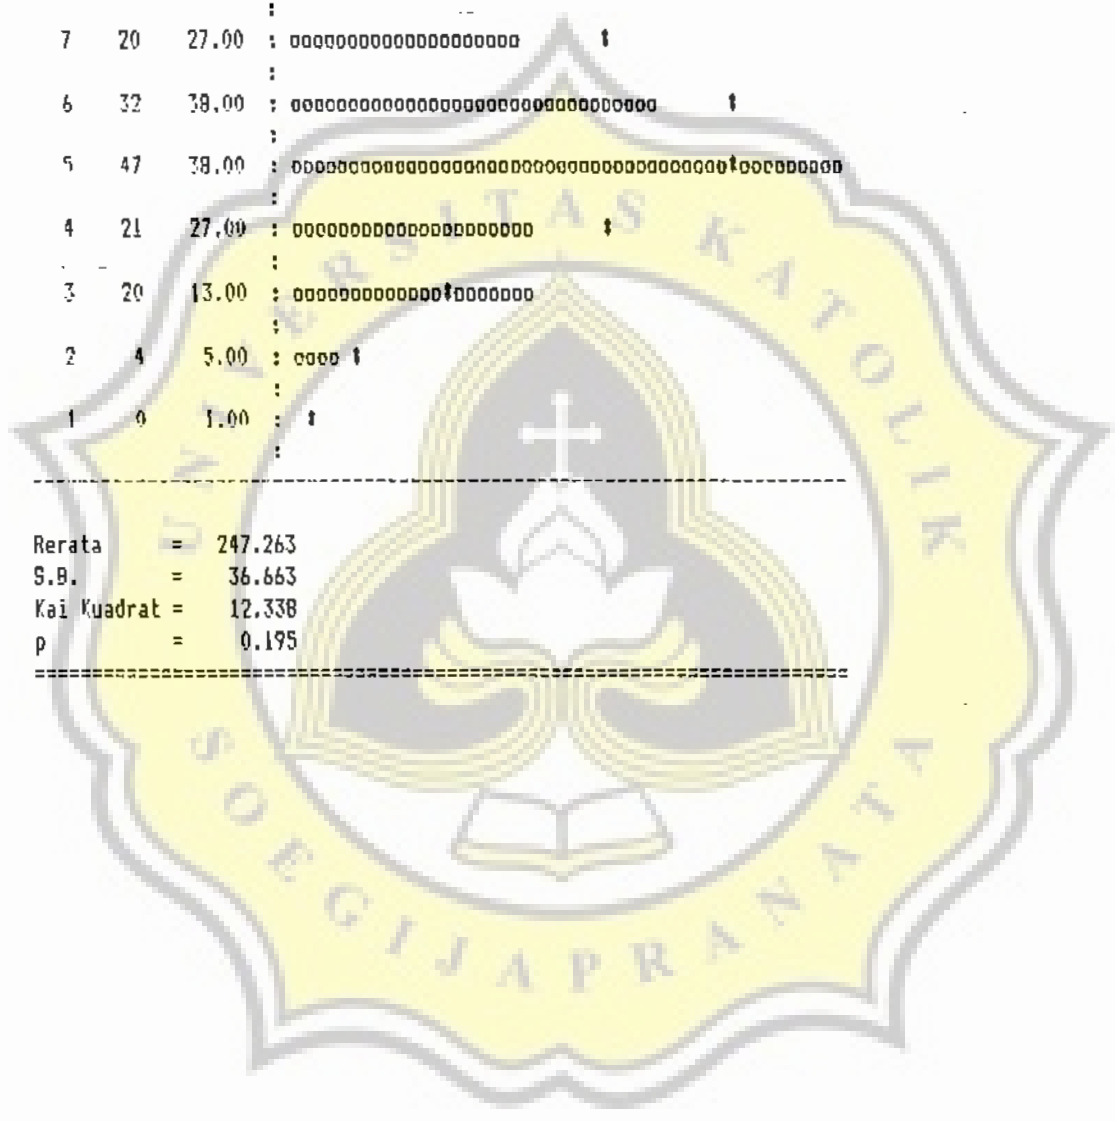 :
7 20 27.00 : oooooooooooooooooooo *
:
6 32 38.00 : oooooooooooooooooooooooooooooooo *
:
5 47 38.00 : oooooooooooooooooooooooooooooooooooooo*ooooooooo
:
4 21 27.00 : ooooooooooooooooooooo *
:
3 20 13.00 : ooooooooooooo*ooooooo
:
2 4 5.00 : oooo *
:
1 0 1.00 : *
:
--------------------------------------------------
Rerata = 247.263
S.B. = 36.663
Kai Kuadrat = 12.338
p = 0.195
==================================================
UNIVERSITAS KATOLIK
SOEGIJAPRANATA